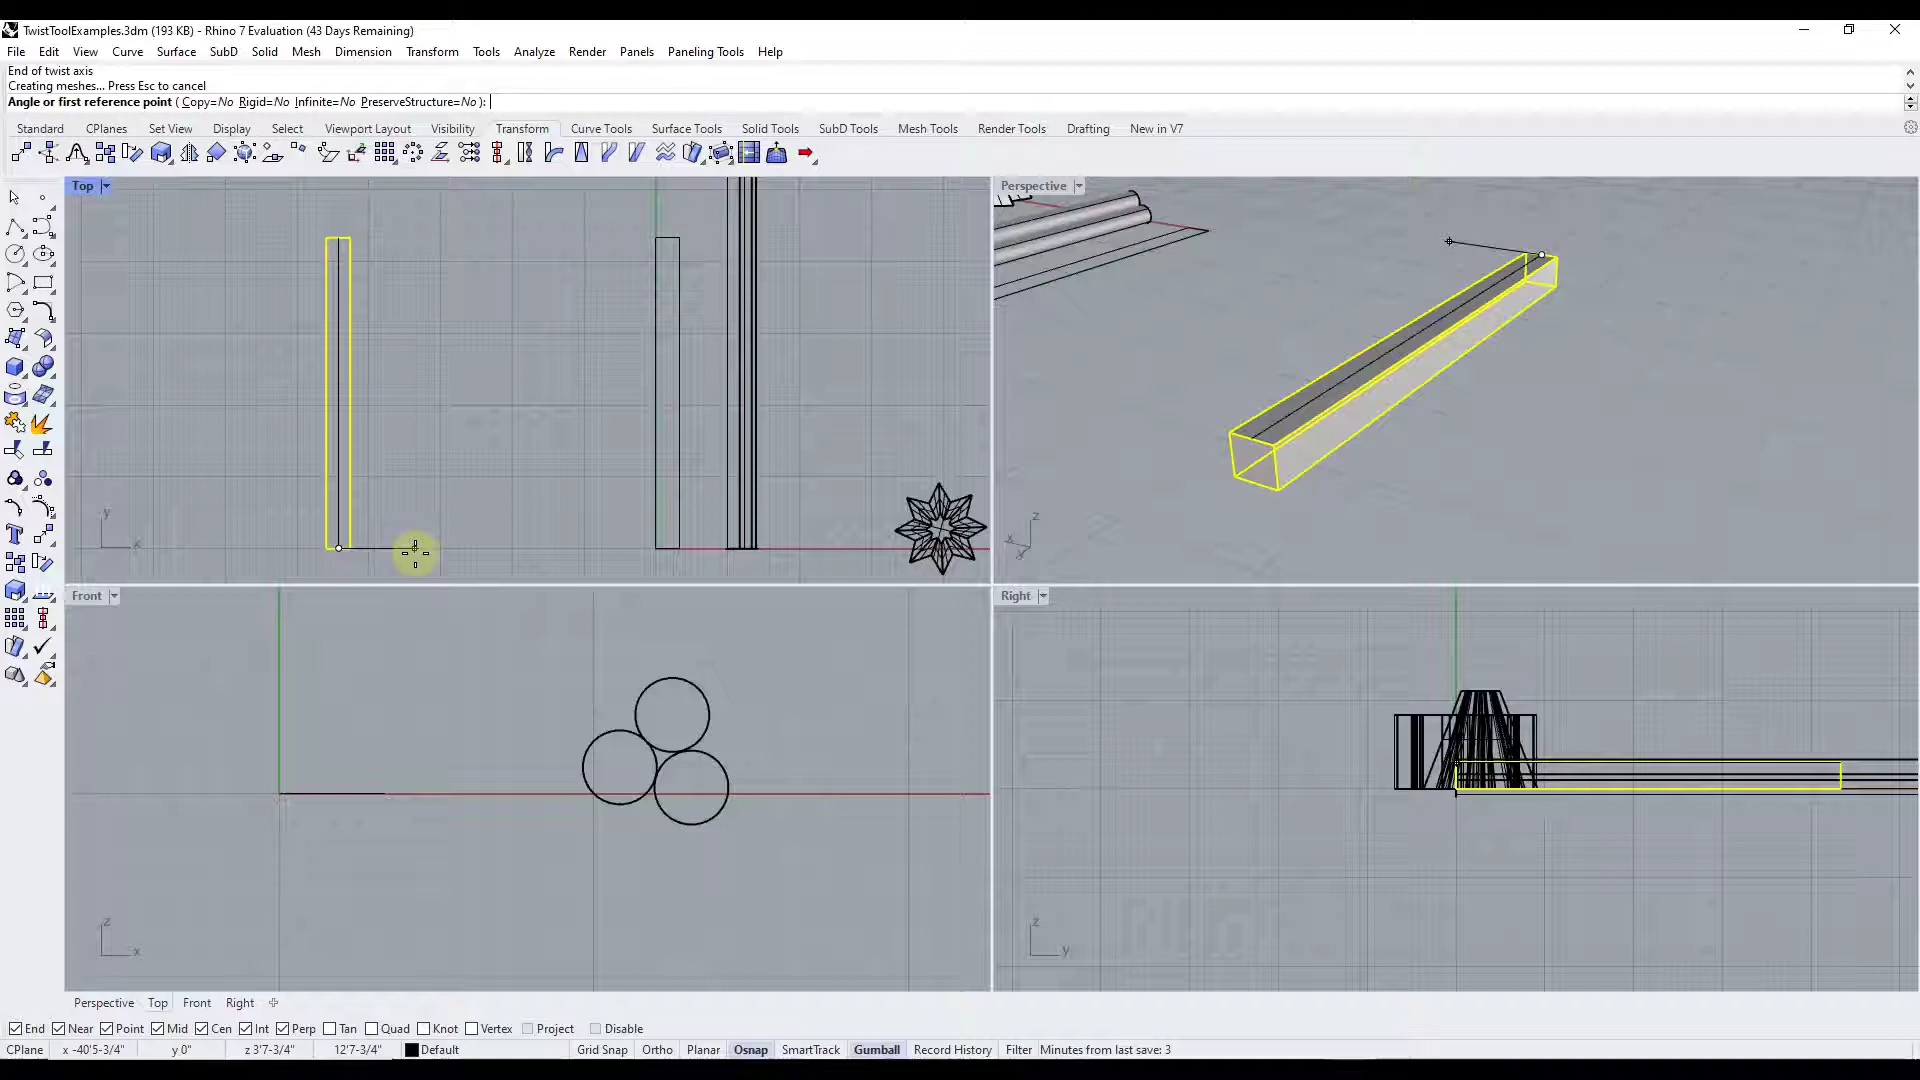 TwistToolExamples.3dm (193 KB) - Rhino 7 Evaluation (43 Days Remaining)
File Edit View Curve Surface SubD Solid Mesh Dimension Transform Tools Analyze Render Panels Paneling Tools Help
End of twist axis
Creating meshes... Press Esc to cancel
Angle or first reference point ( Copy=No Rigid=No Infinite=No PreserveStructure=No ):
Standard CPlanes Set View Display Select Viewport Layout Visibility Transform Curve Tools Surface Tools Solid Tools SubD Tools Mesh Tools Render Tools Drafting New in V7
Top
Perspective
y
x
z
x
y
Front
Right
z
x
z
y
Perspective Top Front Right
End Near Point Mid Cen Int Perp Tan Quad Knot Vertex Project Disable
CPlane x -40'5-3/4" y 0" z 3'7-3/4" 12'7-3/4" Default Grid Snap Ortho Planar Osnap SmartTrack Gumball Record History Filter Minutes from last save: 3